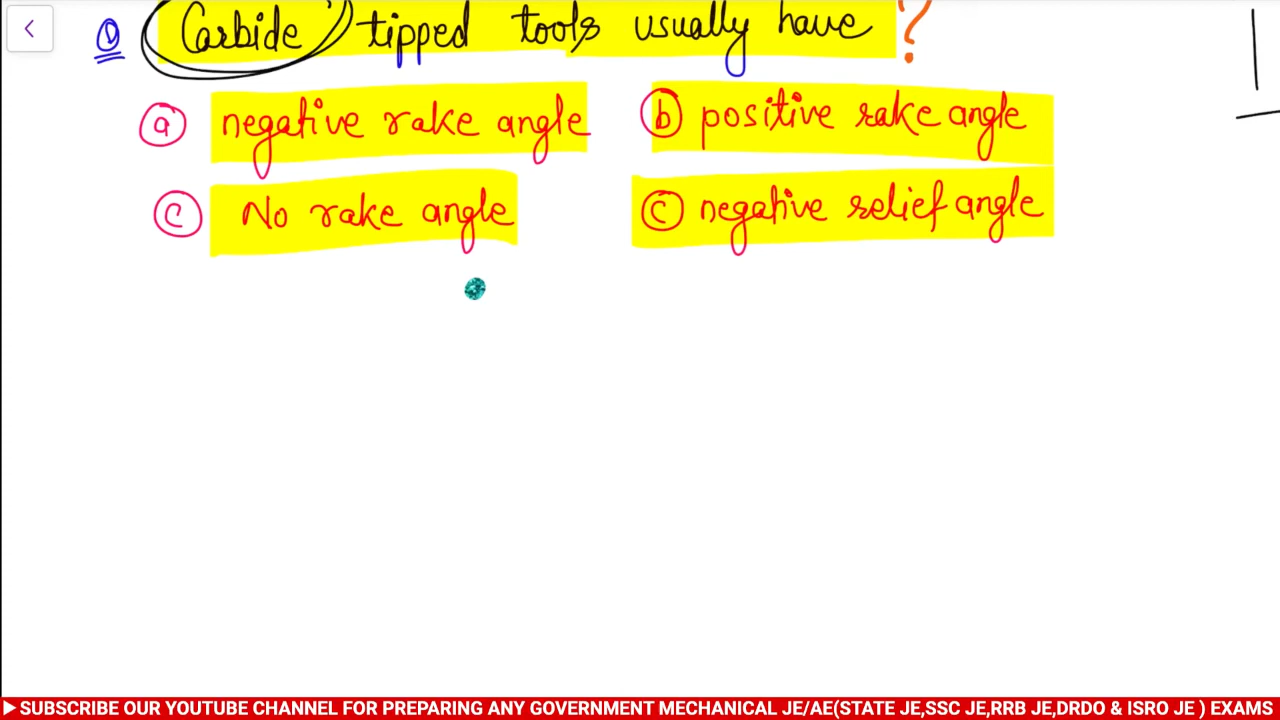 Q Carbide tipped tools usually have ?
(a) negative rake angle (b) positive rake angle
(c) No rake angle (c) negative relief angle
▶ SUBSCRIBE OUR YOUTUBE CHANNEL FOR PREPARING ANY GOVERNMENT MECHANICAL JE/AE(STATE JE,SSC JE,RRB JE,DRDO & ISRO JE ) EXAMS